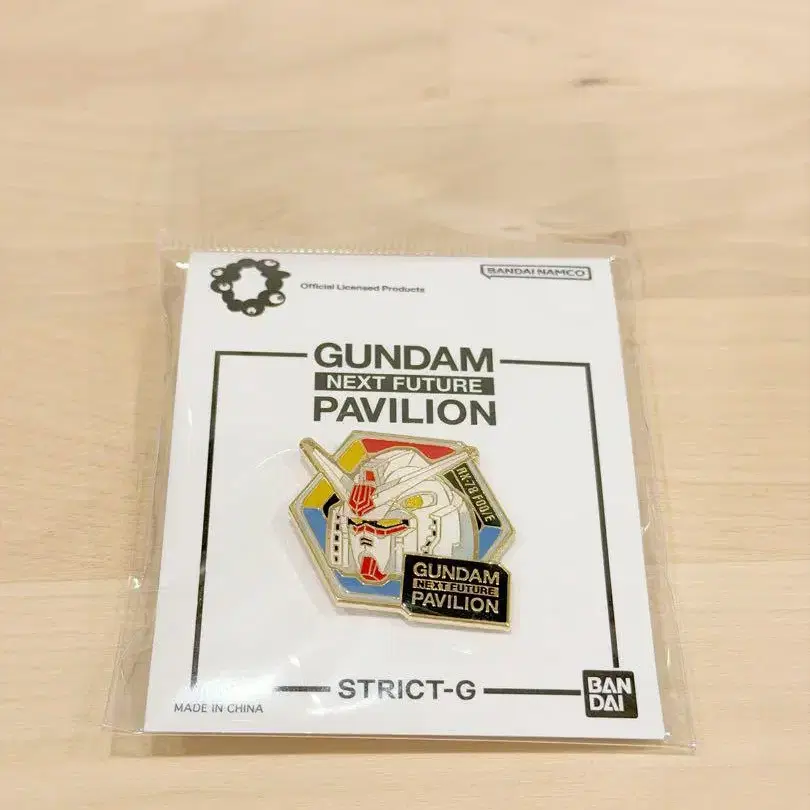 Official Licensed Products
BANDAI NAMCO
GUNDAM
NEXT FUTURE
PAVILION
RX-78 F00/E
GUNDAM
NEXT FUTURE
PAVILION
STRICT-G
MADE IN CHINA
BAN
DAI